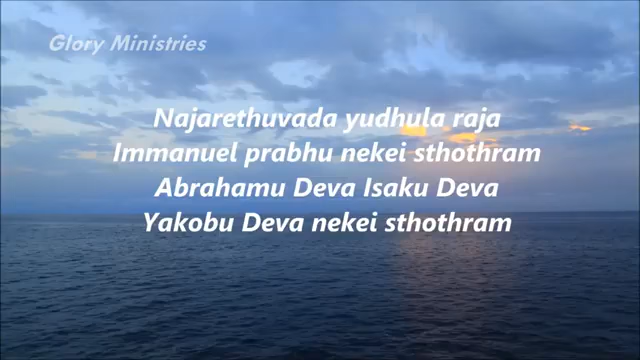 Glory Ministries
Najarethuvada yudhula raja
Immanuel prabhu nekei sthothram
Abrahamu Deva Isaku Deva
Yakobu Deva nekei sthothram